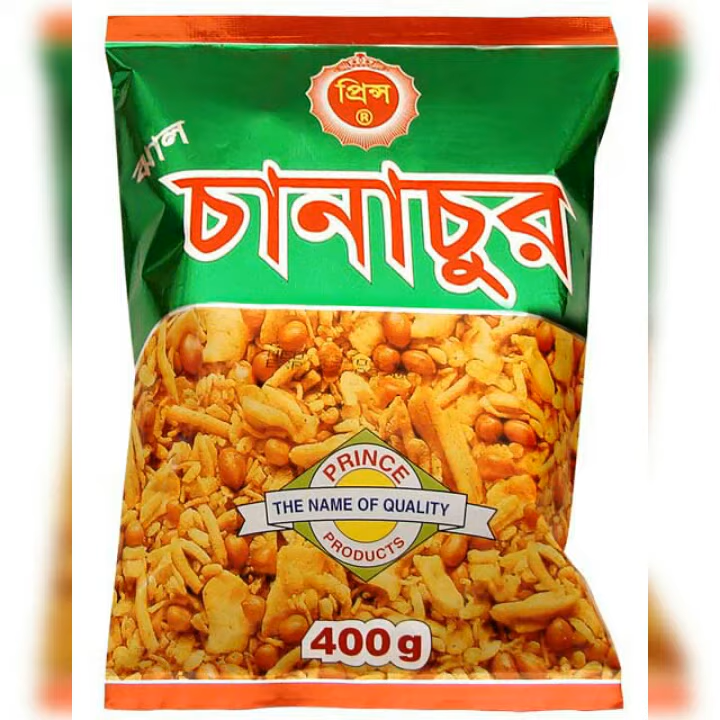 প্রিন্স
®
ঝাল
চানাচুর
PRINCE
THE NAME OF QUALITY
PRODUCTS
400g